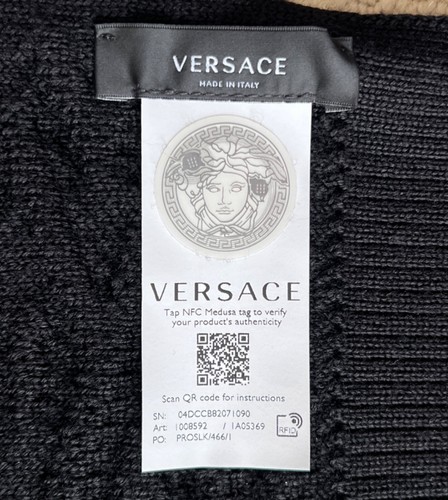 VERSACE
MADE IN ITALY
VERSACE
Tap NFC Medusa tag to verify
your product's authenticity
Scan QR code for instructions
SN: 04DCCBB2071090
Art: 1008592 / 1A05369
PO: PROSLK/466/1
RFID